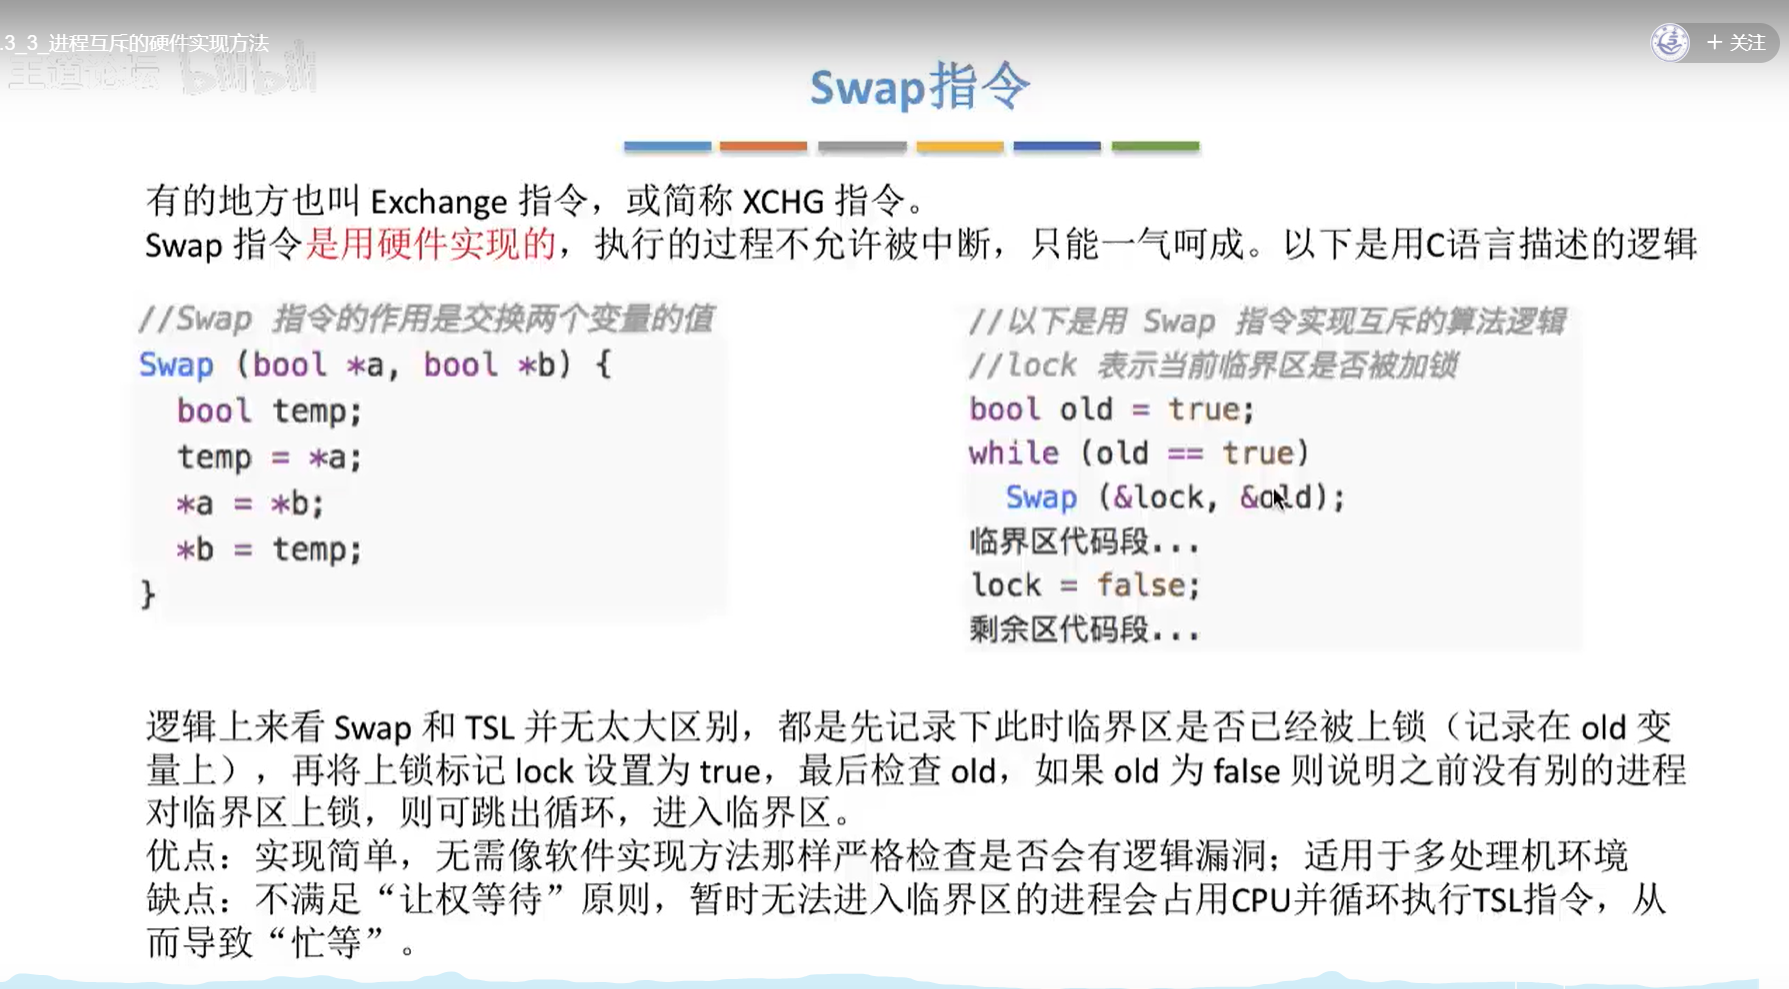 .3_3_进程互斥的硬件实现方法
+ 关注
王道论坛 bilibili
Swap指令
有的地方也叫 Exchange 指令，或简称 XCHG 指令。
Swap 指令是用硬件实现的，执行的过程不允许被中断，只能一气呵成。以下是用C语言描述的逻辑
//Swap 指令的作用是交换两个变量的值
Swap (bool *a, bool *b) {
bool temp;
temp = *a;
*a = *b;
*b = temp;
}
//以下是用 Swap 指令实现互斥的算法逻辑
//lock 表示当前临界区是否被加锁
bool old = true;
while (old == true)
Swap (&lock, &old);
临界区代码段...
lock = false;
剩余区代码段...
逻辑上来看 Swap 和 TSL 并无太大区别，都是先记录下此时临界区是否已经被上锁（记录在 old 变
量上），再将上锁标记 lock 设置为 true，最后检查 old，如果 old 为 false 则说明之前没有别的进程
对临界区上锁，则可跳出循环，进入临界区。
优点：实现简单，无需像软件实现方法那样严格检查是否会有逻辑漏洞；适用于多处理机环境
缺点：不满足“让权等待”原则，暂时无法进入临界区的进程会占用CPU并循环执行TSL指令，从
而导致“忙等”。